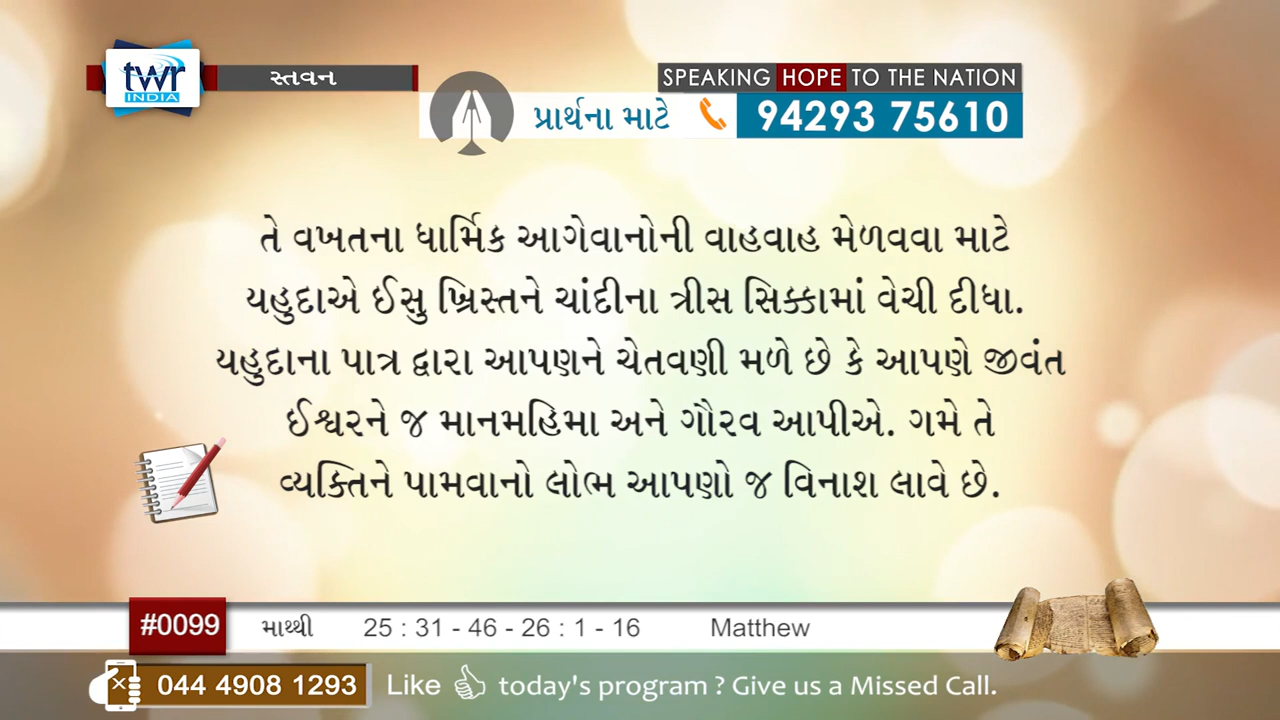 twr
INDIA
સ્તવન
SPEAKING HOPE TO THE NATION
પ્રાર્થના માટે
94293 75610
તે વખતના ધાર્મિક આગેવાનોની વાહવાહ મેળવવા માટે
યહુદાએ ઈસુ ખ્રિસ્તને ચાંદીના ત્રીસ સિક્કામાં વેચી દીધા.
યહુદાના પાત્ર દ્વારા આપણને ચેતવણી મળે છે કે આપણે જીવંત
ઈશ્વરને જ માનમહિમા અને ગૌરવ આપીએ. ગમે તે
વ્યક્તિને પામવાનો લોભ આપણો જ વિનાશ લાવે છે.
#0099 માથ્થી 25 : 31 - 46 - 26 : 1 - 16 Matthew
044 4908 1293 Like today's program ? Give us a Missed Call.